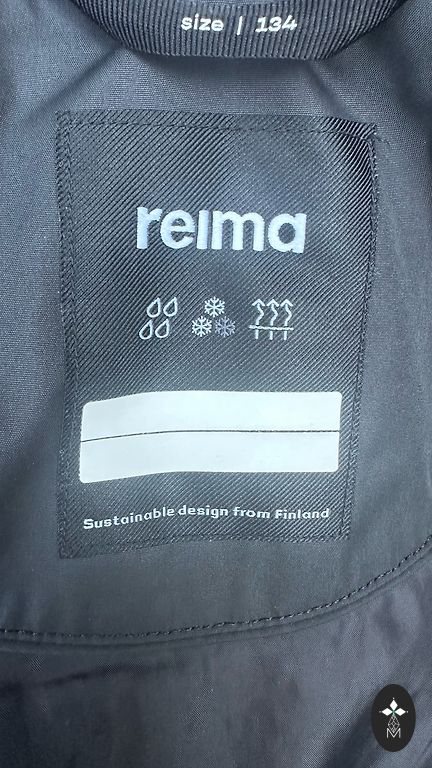 size | 134
reima
Sustainable design from Finland